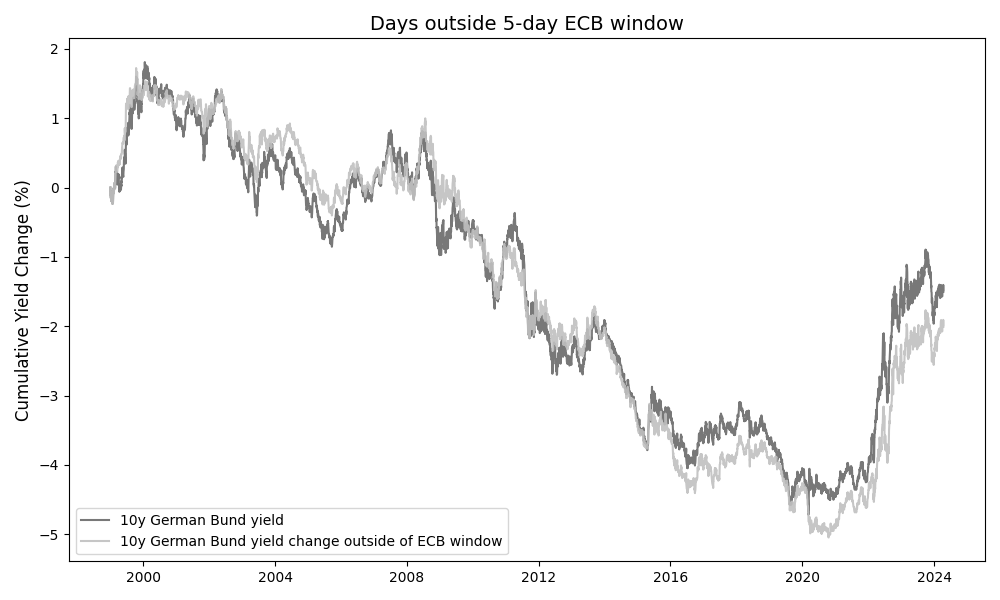 Days outside 5-day ECB window
Cumulative Yield Change (%)
2
1
0
−1
−2
−3
−4
−5
10y German Bund yield
10y German Bund yield change outside of ECB window
2000 2004 2008 2012 2016 2020 2024